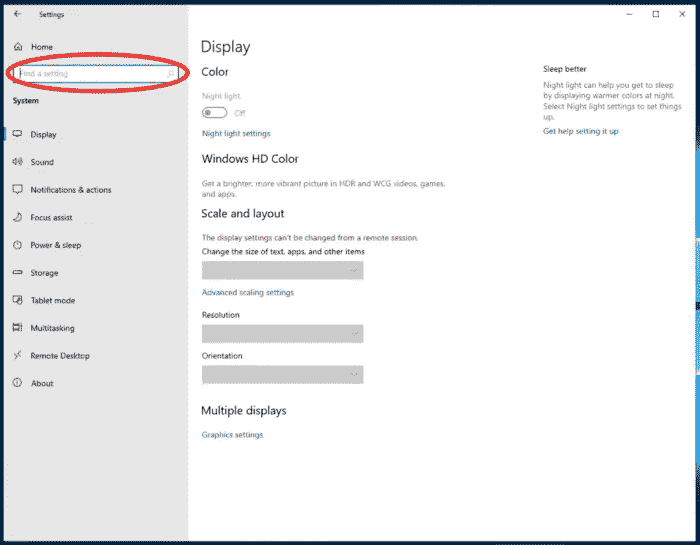 Settings
Home
Find a setting
System
Display
Sound
Notifications & actions
Focus assist
Power & sleep
Storage
Tablet mode
Multitasking
Remote Desktop
About
Display
Color
Night light
Off
Night light settings
Windows HD Color
Get a brighter, more vibrant picture in HDR and WCG videos, games,
and apps.
Scale and layout
The display settings can't be changed from a remote session.
Change the size of text, apps, and other items
Advanced scaling settings
Resolution
Orientation
Multiple displays
Graphics settings
Sleep better
Night light can help you get to sleep
by displaying warmer colors at night.
Select Night light settings to set things
up.
Get help setting it up